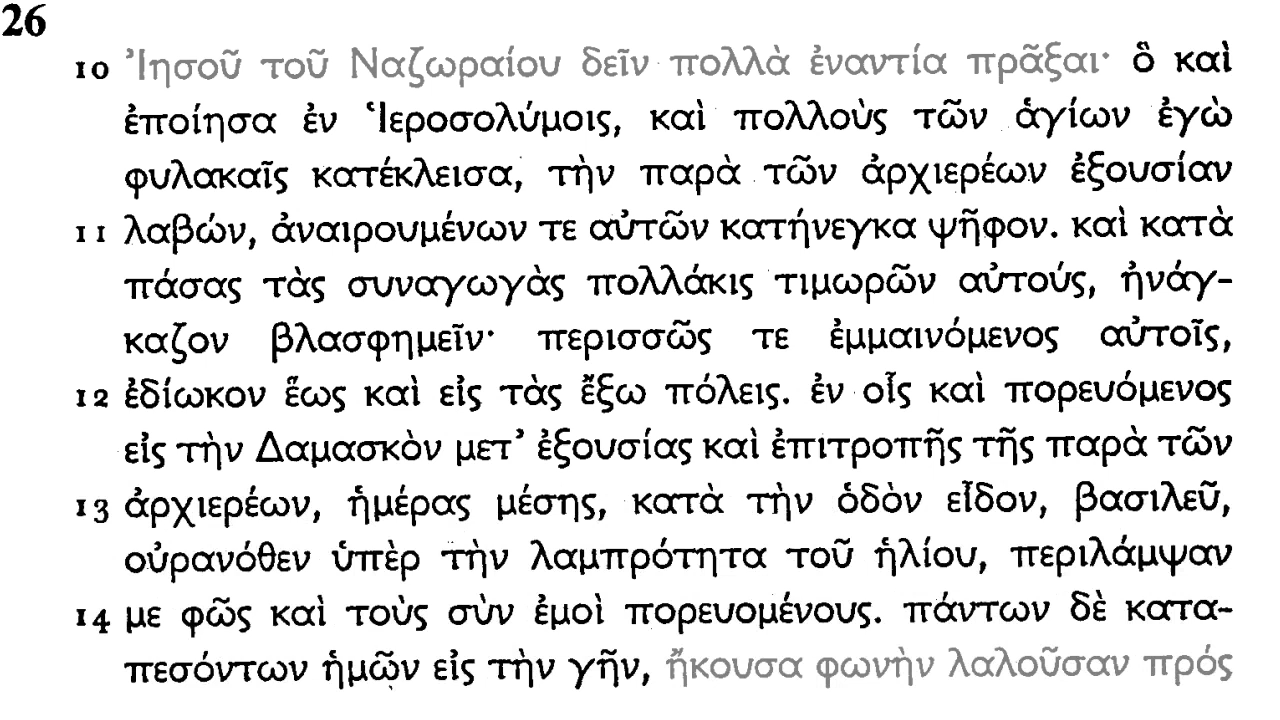 26
10 Ἰησοῦ τοῦ Ναζωραίου δεῖν πολλὰ ἐναντία πρᾶξαι· ὃ καὶ
ἐποίησα ἐν Ἱεροσολύμοις, καὶ πολλοὺς τῶν ἁγίων ἐγὼ
φυλακαῖς κατέκλεισα, τὴν παρὰ τῶν ἀρχιερέων ἐξουσίαν
11 λαβών, ἀναιρουμένων τε αὐτῶν κατήνεγκα ψῆφον. καὶ κατὰ
πάσας τὰς συναγωγὰς πολλάκις τιμωρῶν αὐτούς, ἠνάγ-
καζον βλασφημεῖν· περισσῶς τε ἐμμαινόμενος αὐτοῖς,
12 ἐδίωκον ἕως καὶ εἰς τὰς ἔξω πόλεις. ἐν οἷς καὶ πορευόμενος
εἰς τὴν Δαμασκὸν μετ’ ἐξουσίας καὶ ἐπιτροπῆς τῆς παρὰ τῶν
13 ἀρχιερέων, ἡμέρας μέσης, κατὰ τὴν ὁδὸν εἶδον, βασιλεῦ,
οὐρανόθεν ὑπὲρ τὴν λαμπρότητα τοῦ ἡλίου, περιλάμψαν
14 με φῶς καὶ τοὺς σὺν ἐμοὶ πορευομένους. πάντων δὲ κατα-
πεσόντων ἡμῶν εἰς τὴν γῆν, ἤκουσα φωνὴν λαλοῦσαν πρός